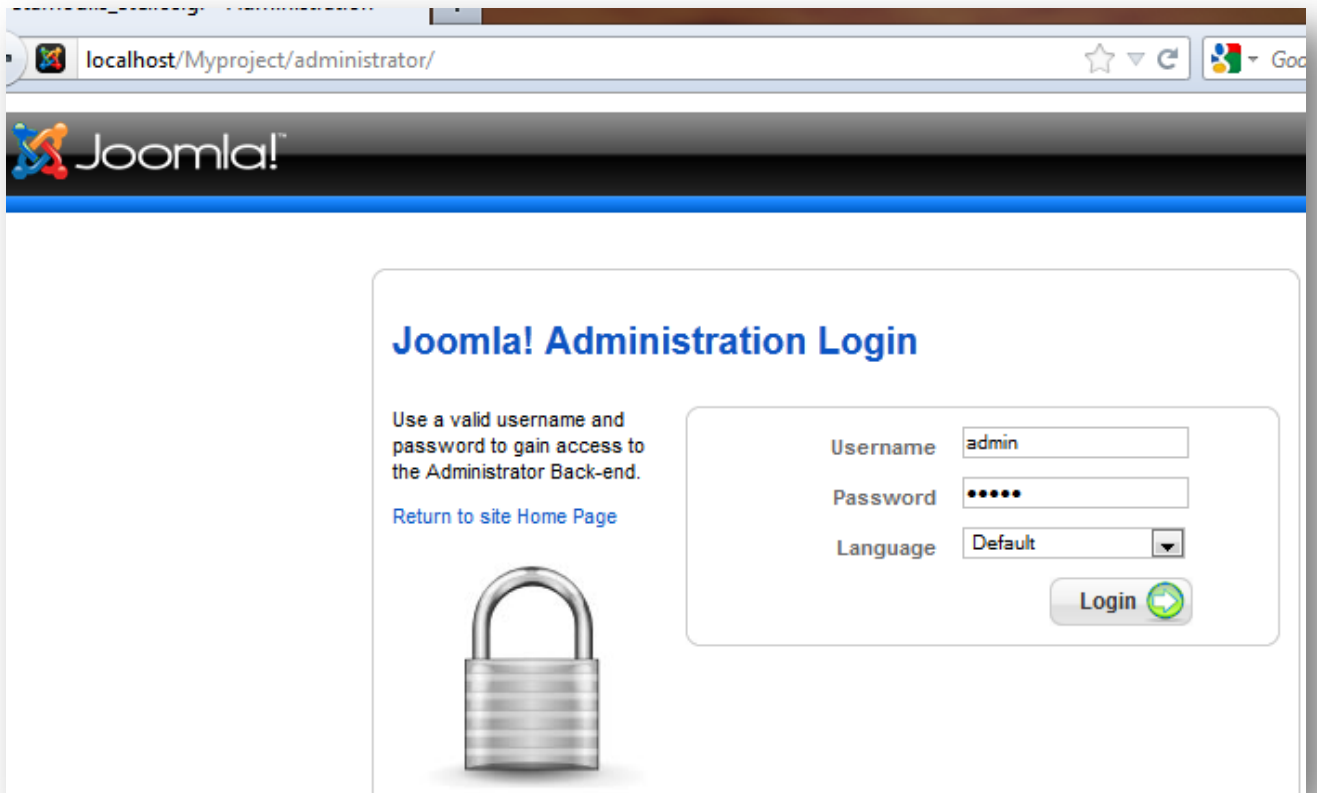 localhost/Myproject/administrator/
Joomla!™
Joomla! Administration Login
Use a valid username and
password to gain access to
the Administrator Back-end.
Return to site Home Page
Username admin
Password •••••
Language Default
Login